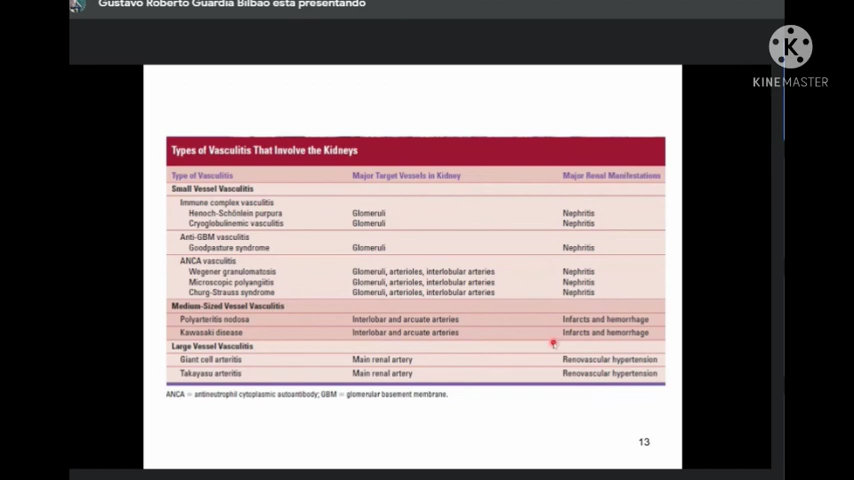 Gustavo Roberto Guardia Bilbao está presentando
K
KINEMASTER
Types of Vasculitis That Involve the Kidneys
Type of Vasculitis Major Target Vessels in Kidney Major Renal Manifestations
Small Vessel Vasculitis
Immune complex vasculitis
Henoch-Schönlein purpura Glomeruli Nephritis
Cryoglobulinemic vasculitis Glomeruli Nephritis
Anti-GBM vasculitis
Goodpasture syndrome Glomeruli Nephritis
ANCA vasculitis
Wegener granulomatosis Glomeruli, arterioles, interlobular arteries Nephritis
Microscopic polyangiitis Glomeruli, arterioles, interlobular arteries Nephritis
Churg-Strauss syndrome Glomeruli, arterioles, interlobular arteries Nephritis
Medium-Sized Vessel Vasculitis
Polyarteritis nodosa Interlobar and arcuate arteries Infarcts and hemorrhage
Kawasaki disease Interlobar and arcuate arteries Infarcts and hemorrhage
Large Vessel Vasculitis
Giant cell arteritis Main renal artery Renovascular hypertension
Takayasu arteritis Main renal artery Renovascular hypertension
ANCA = antineutrophil cytoplasmic autoantibody; GBM = glomerular basement membrane.
13